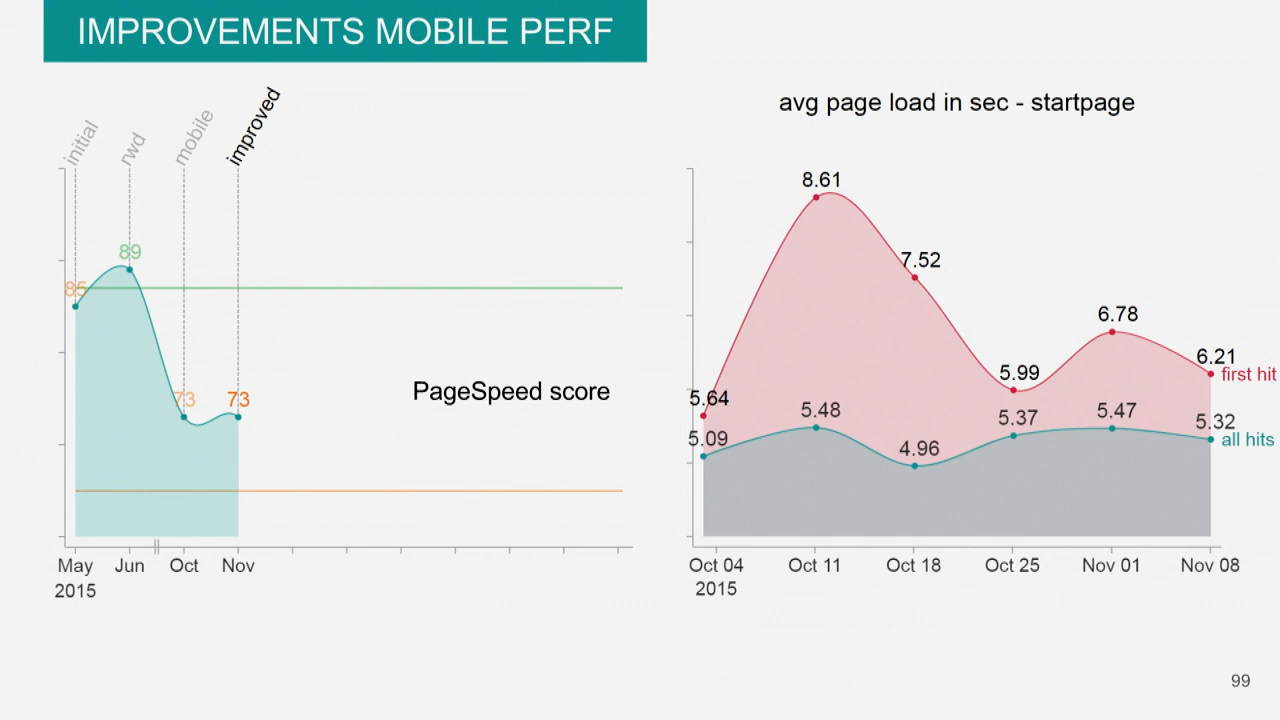 IMPROVEMENTS MOBILE PERF
initial
rwd
mobile
improved
85
89
73
73
PageSpeed score
May
Jun
Oct
Nov
2015
avg page load in sec - startpage
8.61
7.52
6.78
5.99
6.21
first hit
5.64
5.48
5.37
5.47
5.32
5.09
4.96
all hits
Oct 04
Oct 11
Oct 18
Oct 25
Nov 01
Nov 08
2015
99